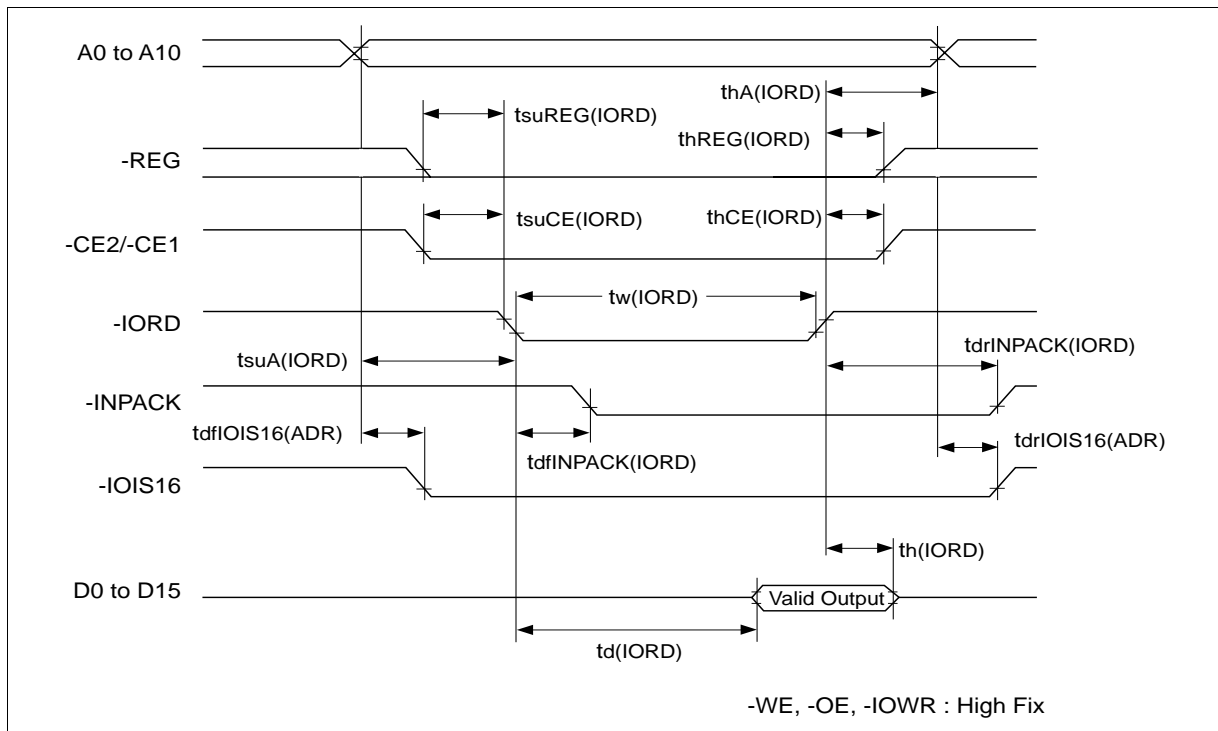 A0 to A10
thA(IORD)
tsuREG(IORD)
thREG(IORD)
-REG
tsuCE(IORD)
thCE(IORD)
-CE2/-CE1
tw(IORD)
-IORD
tsuA(IORD)
tdrINPACK(IORD)
-INPACK
tdfIOIS16(ADR)
tdfINPACK(IORD)
tdrIOIS16(ADR)
-IOIS16
th(IORD)
D0 to D15
Valid Output
td(IORD)
-WE, -OE, -IOWR : High Fix